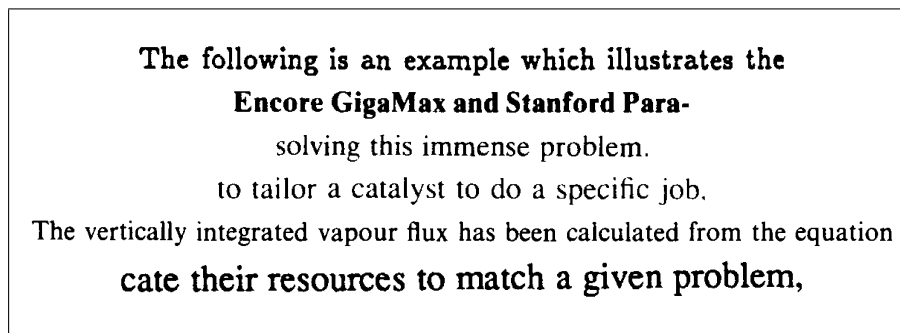 The following is an example which illustrates the
Encore GigaMax and Stanford Para-
solving this immense problem.
to tailor a catalyst to do a specific job.
The vertically integrated vapour flux has been calculated from the equation
cate their resources to match a given problem,